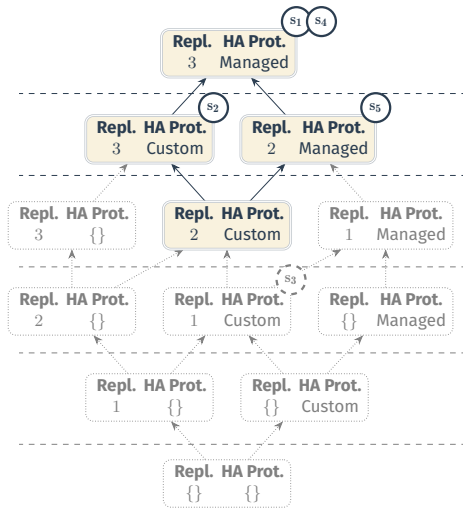 s1 s4
Repl. HA Prot.
3 Managed
s2 s5
Repl. HA Prot. Repl. HA Prot.
3 Custom 2 Managed
Repl. HA Prot. Repl. HA Prot. Repl. HA Prot.
3 {} 2 Custom 1 Managed
s3
Repl. HA Prot. Repl. HA Prot. Repl. HA Prot.
2 {} 1 Custom {} Managed
Repl. HA Prot. Repl. HA Prot.
1 {} {} Custom
Repl. HA Prot.
{} {}